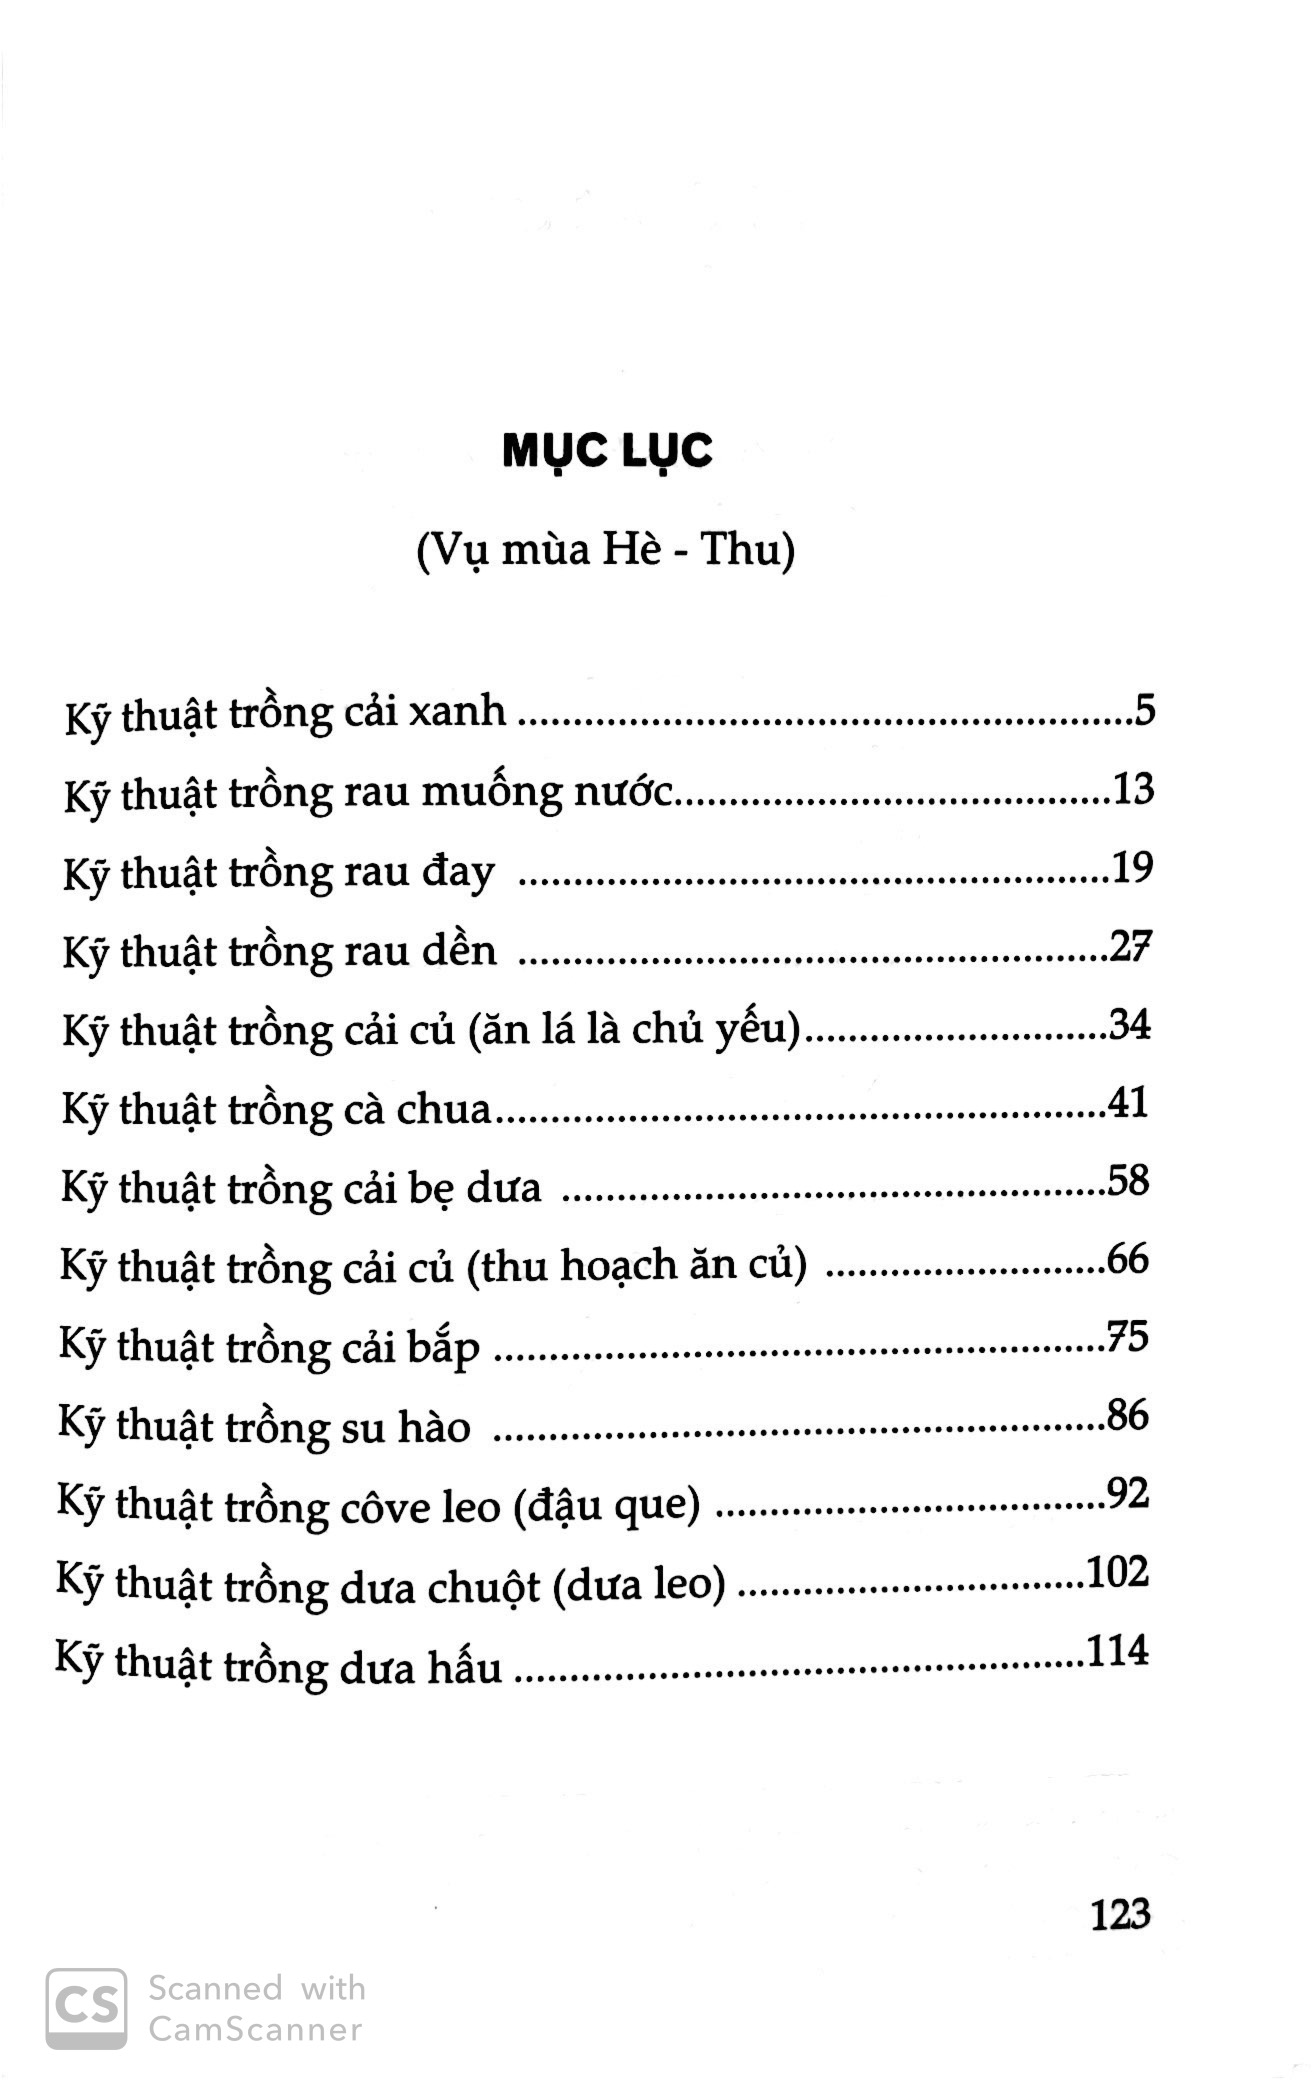 MỤC LỤC
(Vụ mùa Hè - Thu)
Kỹ thuật trồng cải xanh ........................................................5
Kỹ thuật trồng rau muống nước.......................................13
Kỹ thuật trồng rau đay .....................................................19
Kỹ thuật trồng rau dền .....................................................27
Kỹ thuật trồng cải củ (ăn lá là chủ yếu)...........................34
Kỹ thuật trồng cà chua.......................................................41
Kỹ thuật trồng cải bẹ dưa .................................................58
Kỹ thuật trồng cải củ (thu hoạch ăn củ) .........................66
Kỹ thuật trồng cải bắp .......................................................75
Kỹ thuật trồng su hào .......................................................86
Kỹ thuật trồng côve leo (đậu que) ...................................92
Kỹ thuật trồng dưa chuột (dưa leo) ...............................102
Kỹ thuật trồng dưa hấu ...................................................114
123
CS Scanned with
CamScanner